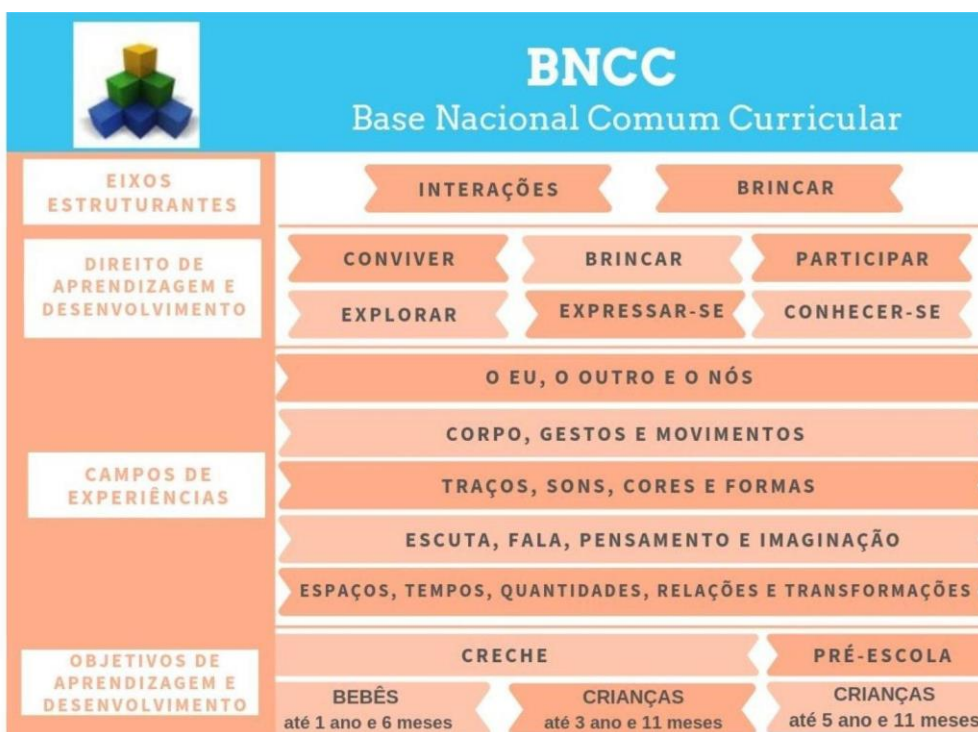 BNCC
Base Nacional Comum Curricular
EIXOS
ESTRUTURANTES
INTERAÇÕES
BRINCAR
DIREITO DE
APRENDIZAGEM E
DESENVOLVIMENTO
CONVIVER
BRINCAR
PARTICIPAR
EXPLORAR
EXPRESSAR-SE
CONHECER-SE
CAMPOS DE
EXPERIÊNCIAS
O EU, O OUTRO E O NÓS
CORPO, GESTOS E MOVIMENTOS
TRAÇOS, SONS, CORES E FORMAS
ESCUTA, FALA, PENSAMENTO E IMAGINAÇÃO
ESPAÇOS, TEMPOS, QUANTIDADES, RELAÇÕES E TRANSFORMAÇÕES
OBJETIVOS DE
APRENDIZAGEM E
DESENVOLVIMENTO
CRECHE
PRÉ-ESCOLA
BEBÊS
até 1 ano e 6 meses
CRIANÇAS
até 3 ano e 11 meses
CRIANÇAS
até 5 ano e 11 meses